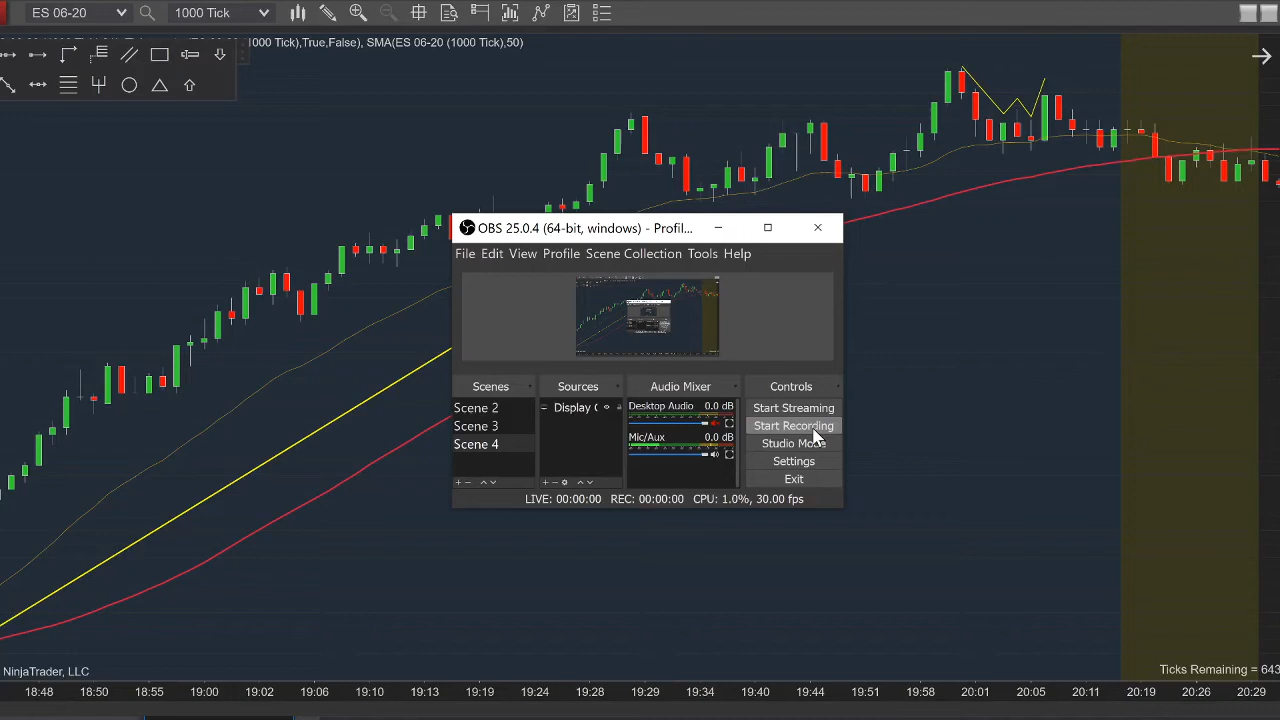 ES 06-20
1000 Tick
1000 Tick),True,False), SMA(ES 06-20 (1000 Tick),50)
OBS 25.0.4 (64-bit, windows) - Profil...
File Edit View Profile Scene Collection Tools Help
Scenes
Sources
Audio Mixer
Controls
Scene 2
Scene 3
Scene 4
Display (
Desktop Audio 0.0 dB
Mic/Aux 0.0 dB
Start Streaming
Start Recording
Studio Mo
Settings
Exit
LIVE: 00:00:00 REC: 00:00:00 CPU: 1.0%, 30.00 fps
NinjaTrader, LLC
Ticks Remaining = 643
18:48 18:50 18:55 19:00 19:02 19:06 19:10 19:13 19:19 19:24 19:28 19:29 19:34 19:40 19:44 19:51 19:58 20:01 20:05 20:11 20:19 20:26 20:29